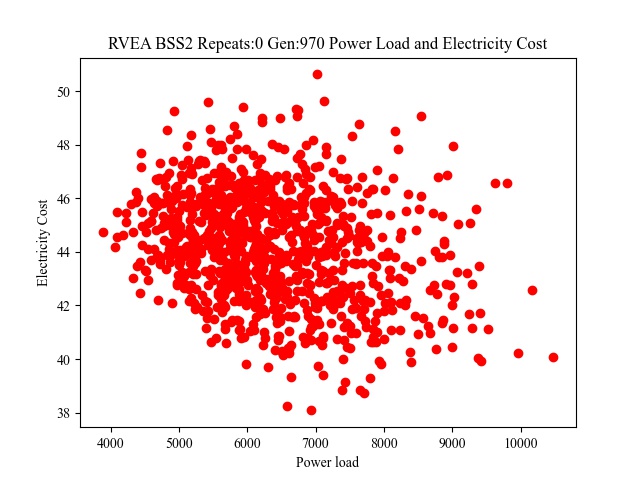 RVEA BSS2 Repeats:0 Gen:970 Power Load and Electricity Cost
50
48
46
44
42
40
38
Electricity Cost
4000 5000 6000 7000 8000 9000 10000
Power load